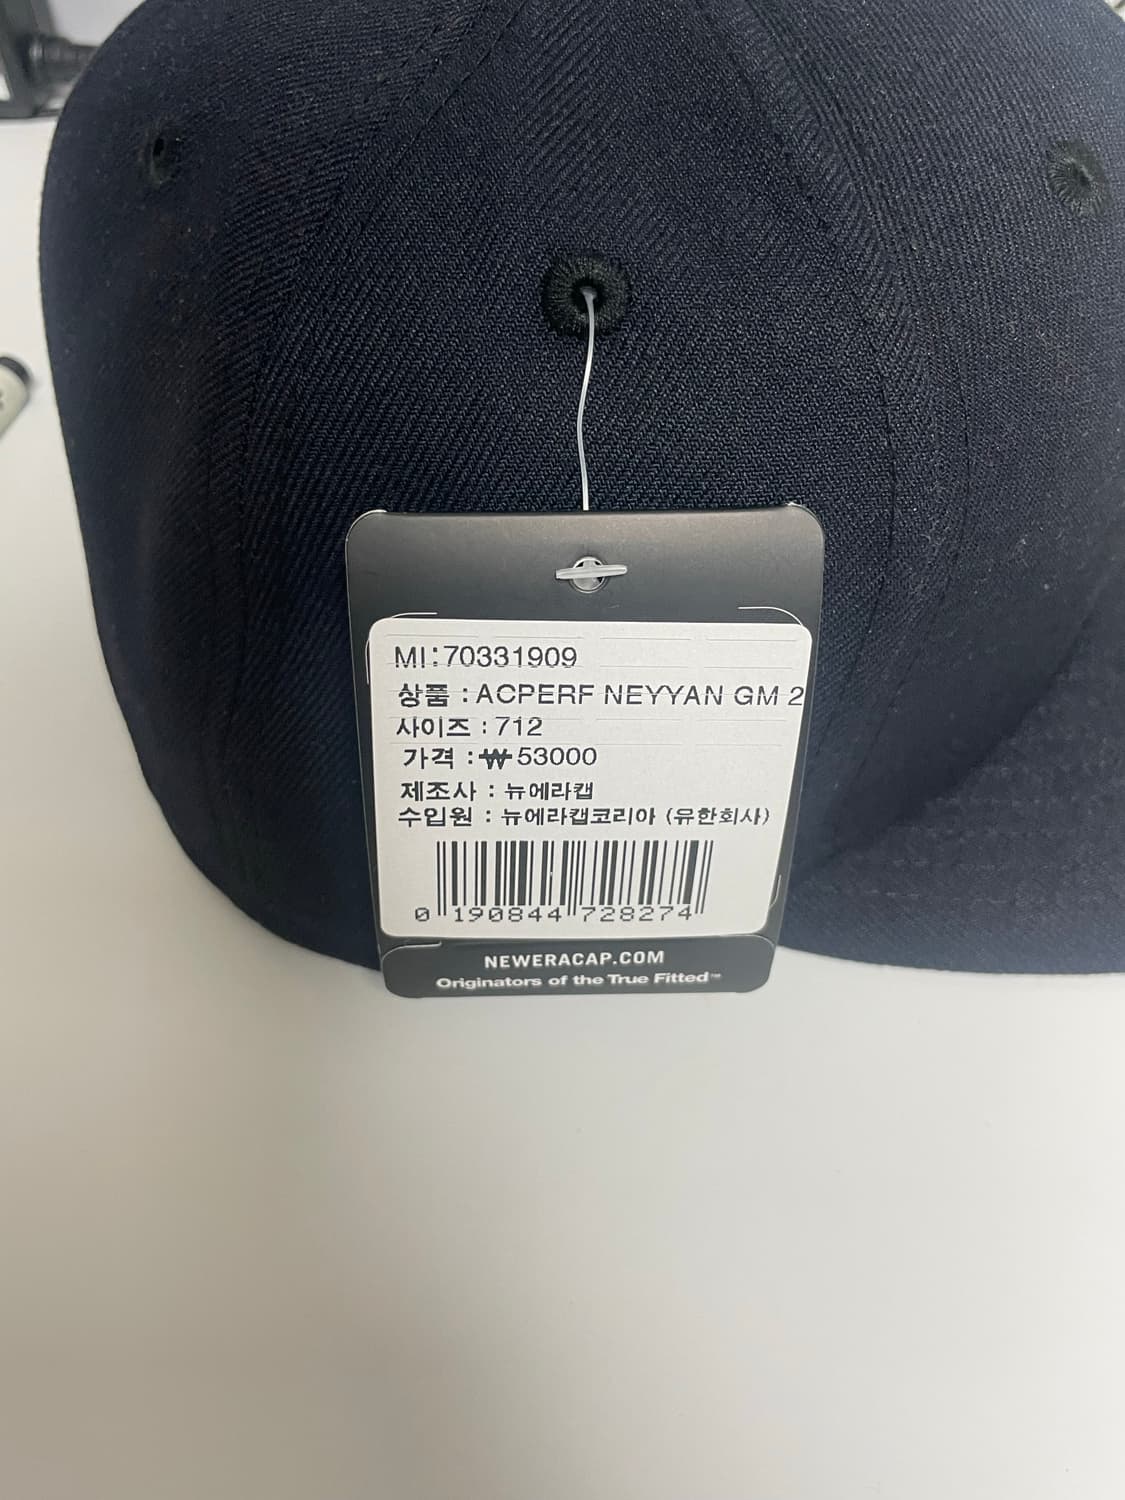 MI:70331909
상품 : ACPERF NEYYAN GM 2
사이즈 : 712
가격 : ₩53000
제조사 : 뉴에라캡
수입원 : 뉴에라캡코리아 (유한회사)
0 190844 728274
NEWERACAP.COM
Originators of the True Fitted™